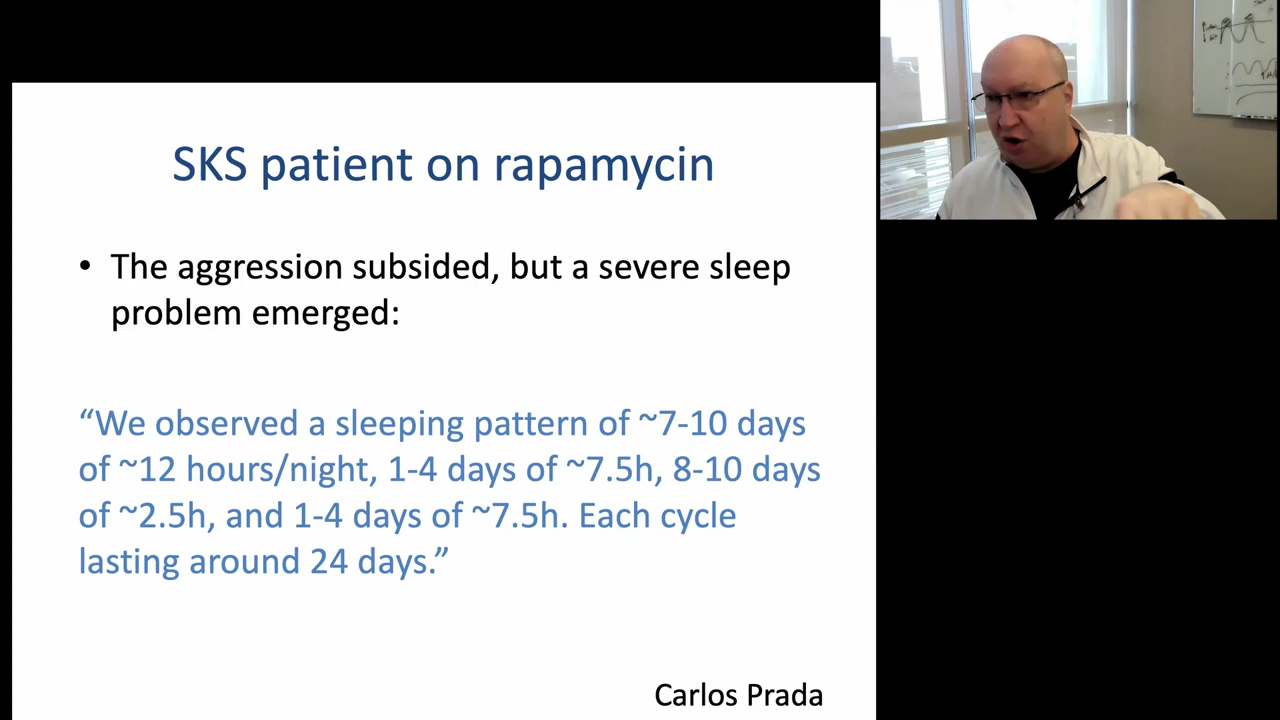 SKS patient on rapamycin
• The aggression subsided, but a severe sleep
problem emerged:
“We observed a sleeping pattern of ~7-10 days
of ~12 hours/night, 1-4 days of ~7.5h, 8-10 days
of ~2.5h, and 1-4 days of ~7.5h. Each cycle
lasting around 24 days.”
Carlos Prada